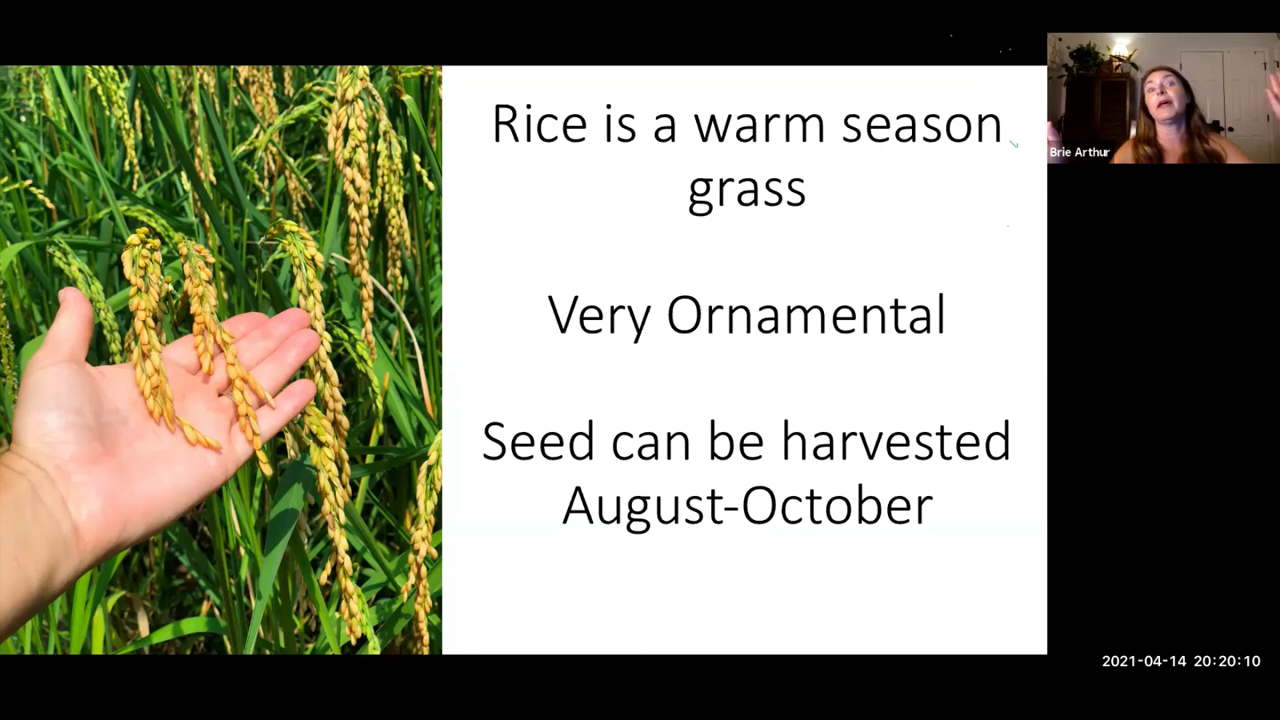 Rice is a warm season
grass
Very Ornamental
Seed can be harvested
August-October
Brie Arthur
2021-04-14 20:20:10